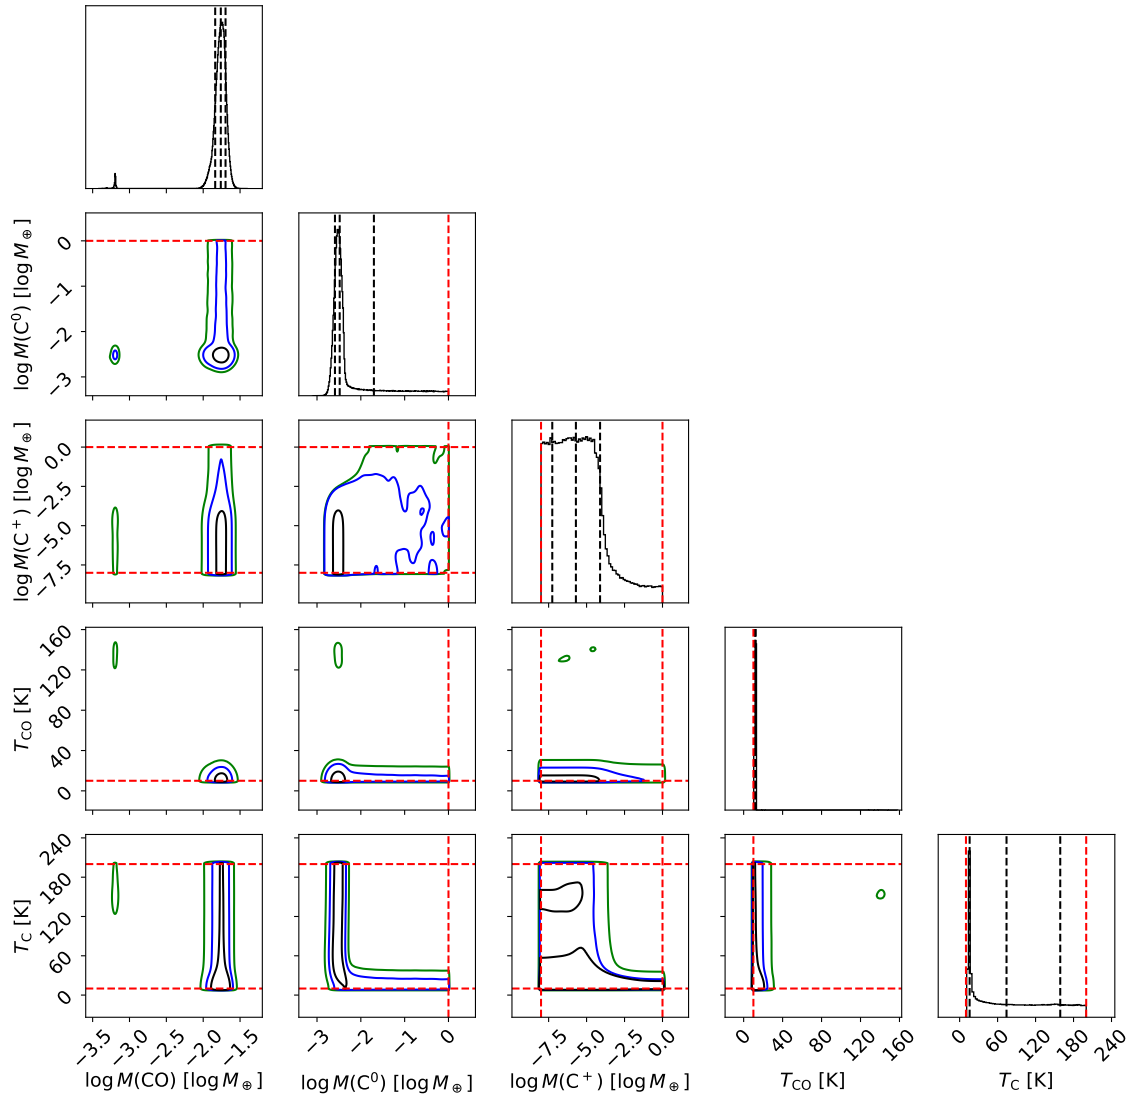 log M(C⁰) [log M⊕]
0
−1
−2
−3
log M(C⁺) [log M⊕]
0.0
−2.5
−5.0
−7.5
T_CO [K]
160
120
80
40
0
T_C [K]
240
180
120
60
0
−3.5 −3.0 −2.5 −2.0 −1.5
−3 −2 −1 0
−7.5 −5.0 −2.5 0.0
0 40 80 120 160
0 60 120 180 240
log M(CO) [log M⊕]
log M(C⁰) [log M⊕]
log M(C⁺) [log M⊕]
T_CO [K]
T_C [K]